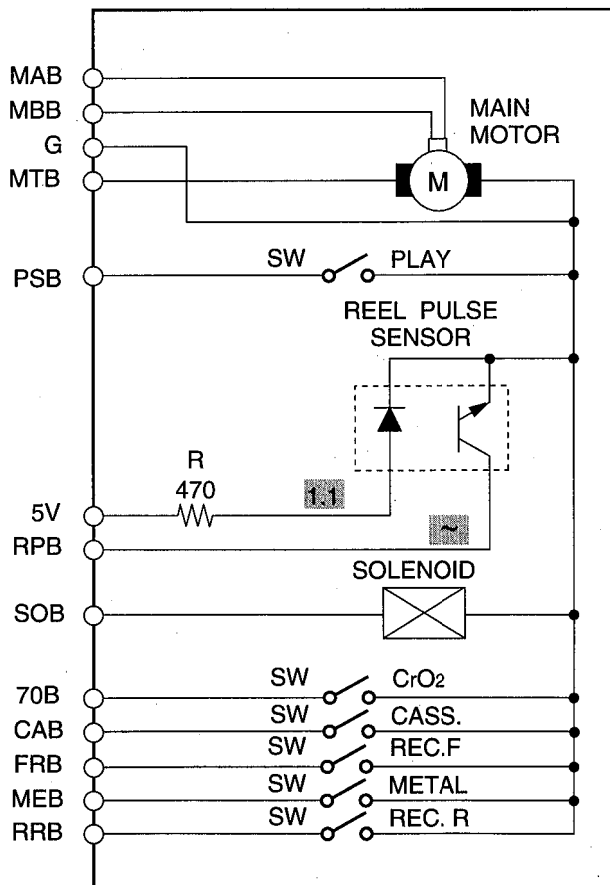 MAB
MBB
G
MTB
MAIN
MOTOR
M
PSB
SW
PLAY
REEL PULSE
SENSOR
R
470
1.1
5V
RPB
~
SOLENOID
SOB
70B
SW
CrO2
CAB
SW
CASS.
FRB
SW
REC.F
MEB
SW
METAL
RRB
SW
REC. R